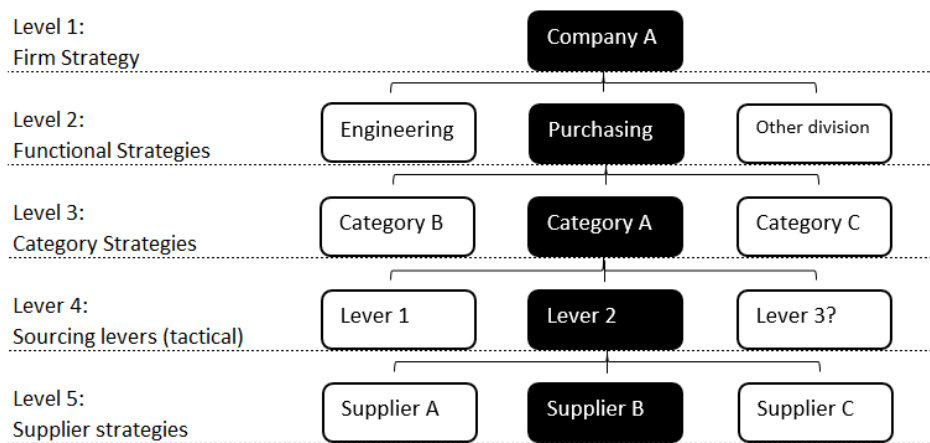 Level 1:
Firm Strategy
Company A
Level 2:
Functional Strategies
Engineering
Purchasing
Other division
Level 3:
Category Strategies
Category B
Category A
Category C
Lever 4:
Sourcing levers (tactical)
Lever 1
Lever 2
Lever 3?
Level 5:
Supplier strategies
Supplier A
Supplier B
Supplier C